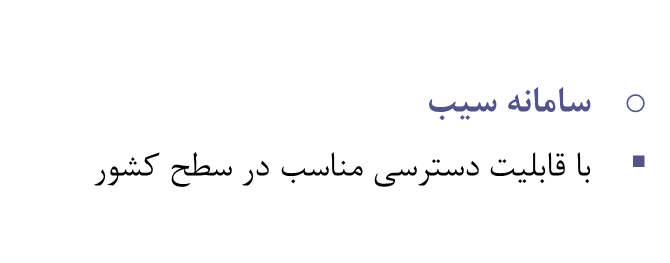 سامانه سیب
با قابلیت دسترسی مناسب در سطح کشور